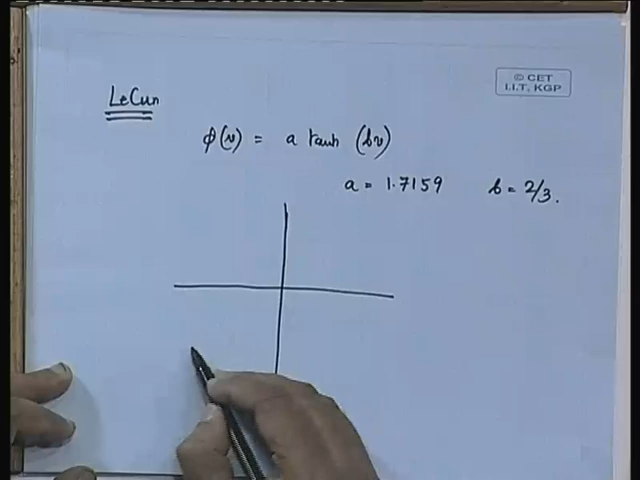 © CET
I.I.T. KGP
LeCun
φ(v) = a tanh (bv)
a = 1.7159 b = 2/3.